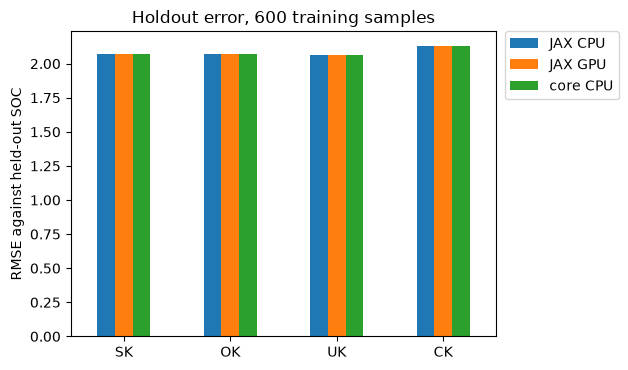 Holdout error, 600 training samples
JAX CPU
JAX GPU
core CPU
RMSE against held-out SOC
2.00
1.75
1.50
1.25
1.00
0.75
0.50
0.25
0.00
SK OK UK CK